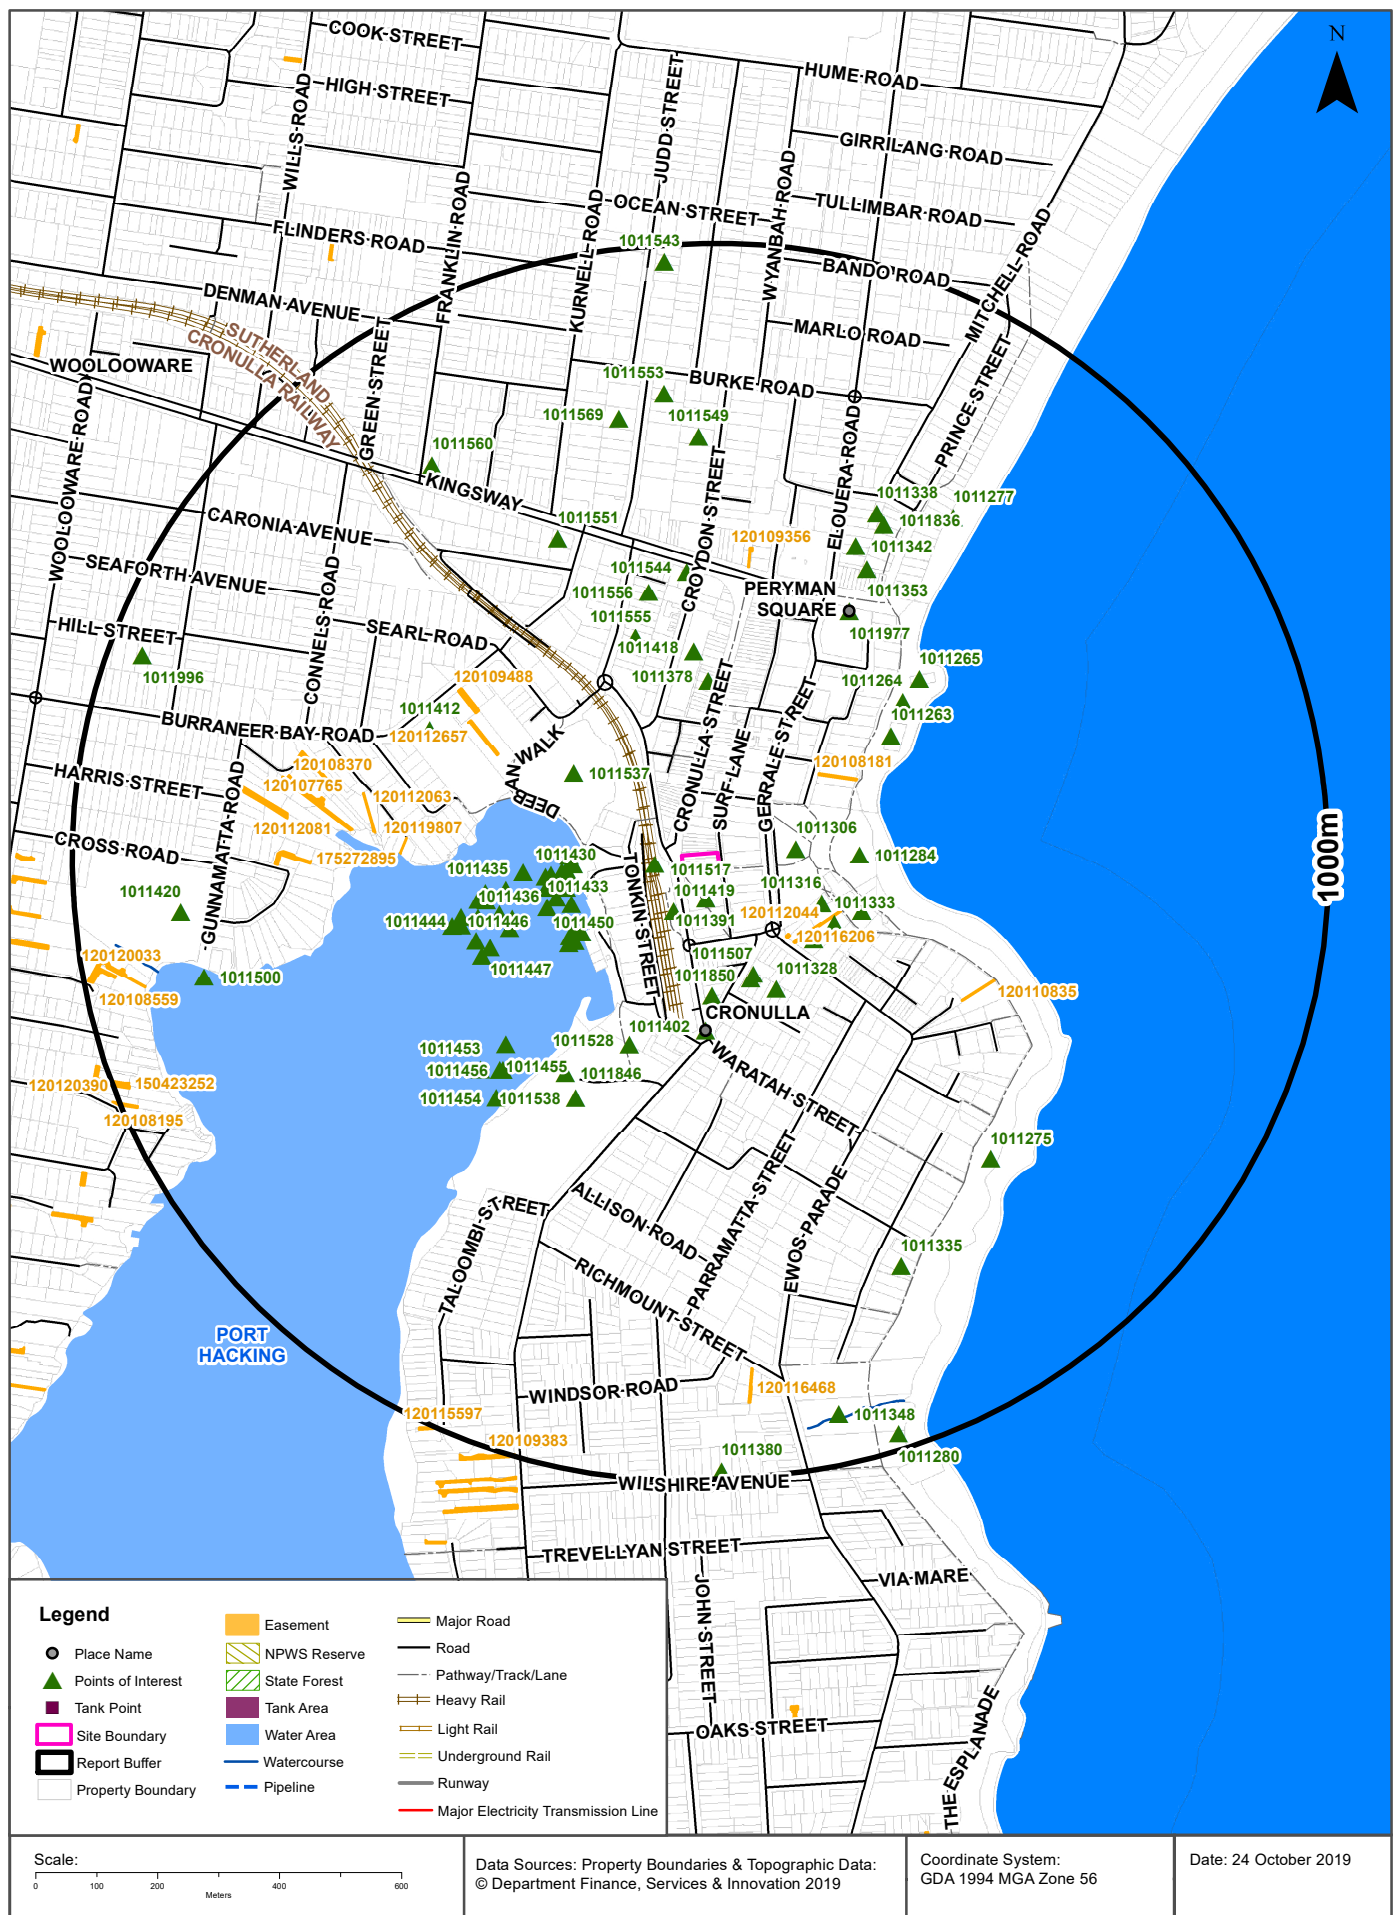 COOK STREET
HIGH STREET
WILLS ROAD
JUDD STREET
HUME ROAD
N
GIRRILANG ROAD
TULLIMBAR ROAD
WYANBAH ROAD
OCEAN STREET
FLINDERS ROAD
FRANKLIN ROAD
KURNELL ROAD
1011543
BANDO ROAD
MITCHELL ROAD
DENMAN AVENUE
SUTHERLAND
CRONULLA RAILWAY
GREEN STREET
MARLO ROAD
WOOLOOWARE
1011553
BURKE ROAD
PRINCE STREET
1011569
1011549
WOOLOOWARE ROAD
1011560
KINGSWAY
CROYDON STREET
ELOUERA ROAD
1011338
1011277
1011836
CARONIA AVENUE
1011551
120109356
1011342
SEAFORTH AVENUE
1011544
1011556
PERYMAN
SQUARE
1011353
CONNELS ROAD
HILL STREET
SEARL ROAD
1011555
1011418
1011977
1011996
120109488
1011378
1011265
1011264
1011412
CRONULLA STREET
GERRALE STREET
1011263
BURRANEER BAY ROAD
120112657
DEEBAN WALK
SURF LANE
HARRIS STREET
120108370
1011537
120108181
120107765
GUNNAMATTA ROAD
120112063
120112081
120119807
CROSS ROAD
175272895
1011430
1011306
1011284
1011435
TONKIN STREET
1011517
1011420
1011436
1011433
1011419
1011316
1011333
1011444
1011446
1011450
1011391
120112044
120116206
120120033
1011447
1011507
1011500
1011850
1011328
120108559
120110835
CRONULLA
1011402
1011453
1011528
WARATAH STREET
1011456
1011455
1011846
120120390
150423252
1011454
1011538
120108195
1011275
TALOOMBI STREET
ALLISON ROAD
PARRAMATTA STREET
EWOS PARADE
1011335
RICHMOUNT STREET
PORT
HACKING
1000m
WINDSOR ROAD
120116468
120115597
1011348
120109383
1011380
1011280
WILSHIRE AVENUE
TREVELLYAN STREET
VIA MARE
JOHN STREET
OAKS STREET
THE ESPLANADE
Legend
Place Name
Points of Interest
Tank Point
Site Boundary
Report Buffer
Property Boundary
Easement
NPWS Reserve
State Forest
Tank Area
Water Area
Watercourse
Pipeline
Major Road
Road
Pathway/Track/Lane
Heavy Rail
Light Rail
Underground Rail
Runway
Major Electricity Transmission Line
Scale:
0 100 200 400 600
Meters
Data Sources: Property Boundaries & Topographic Data:
© Department Finance, Services & Innovation 2019
Coordinate System:
GDA 1994 MGA Zone 56
Date: 24 October 2019